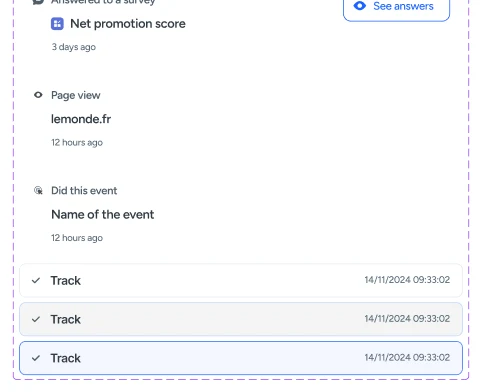 Answered to a survey
See answers
Net promotion score
3 days ago
Page view
lemonde.fr
12 hours ago
Did this event
Name of the event
12 hours ago
Track 14/11/2024 09:33:02
Track 14/11/2024 09:33:02
Track 14/11/2024 09:33:02